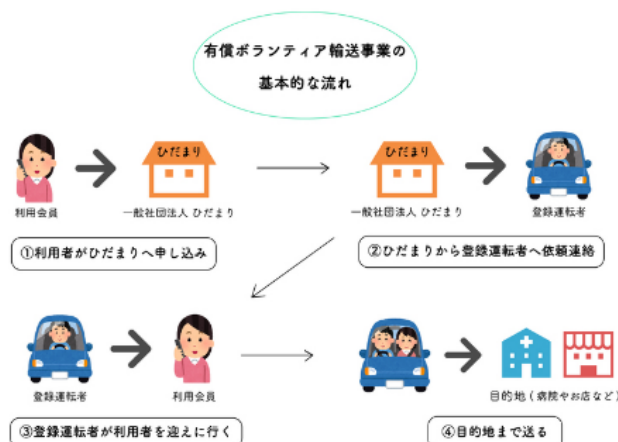 有償ボランティア輸送事業の
基本的な流れ
ひだまり
ひだまり
利用会員
一般社団法人 ひだまり
一般社団法人 ひだまり
登録運転者
①利用者がひだまりへ申し込み
②ひだまりから登録運転者へ依頼連絡
登録運転者
利用会員
目的地(病院やお店など)
③登録運転者が利用者を迎えに行く
④目的地まで送る